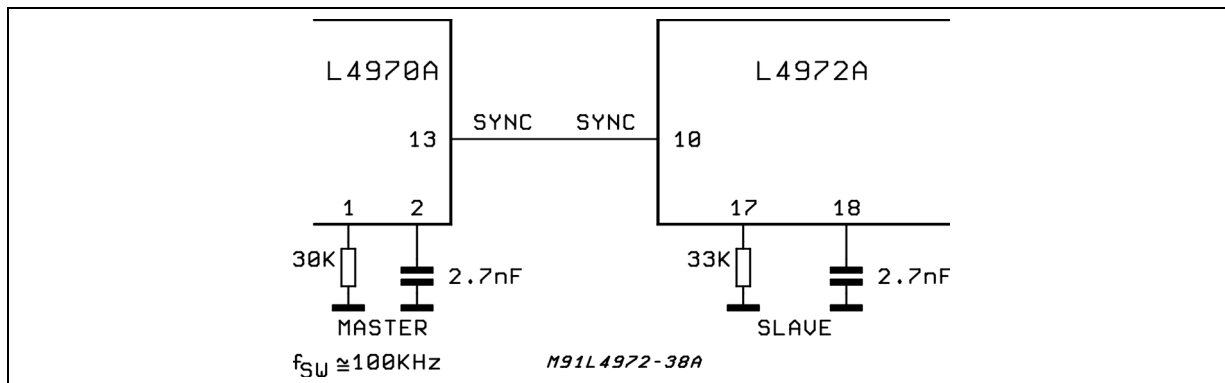 L4970A
L4972A
SYNC SYNC
13
10
1 2
17 18
30K
2.7nF
33K
2.7nF
MASTER
SLAVE
fSW ≅100KHz
M91L4972-38A